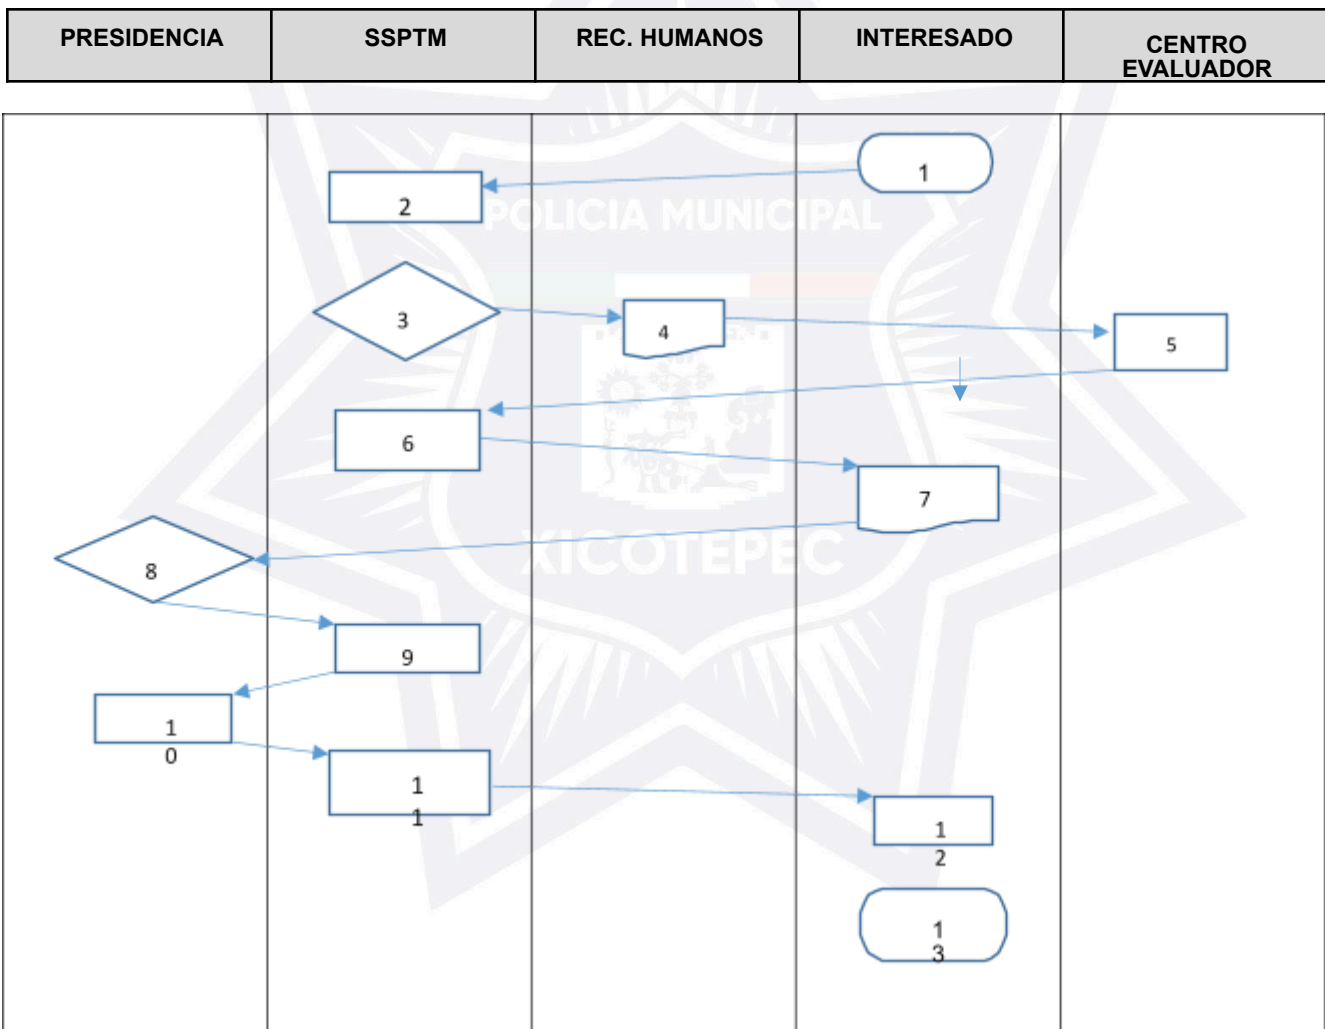 PRESIDENCIA
SSPTM
REC. HUMANOS
INTERESADO
CENTRO
EVALUADOR
1
2
POLICIA MUNICIPAL
3
4
5
6
7
XICOTEPEC
8
9
1
0
1
1
1
2
1
3